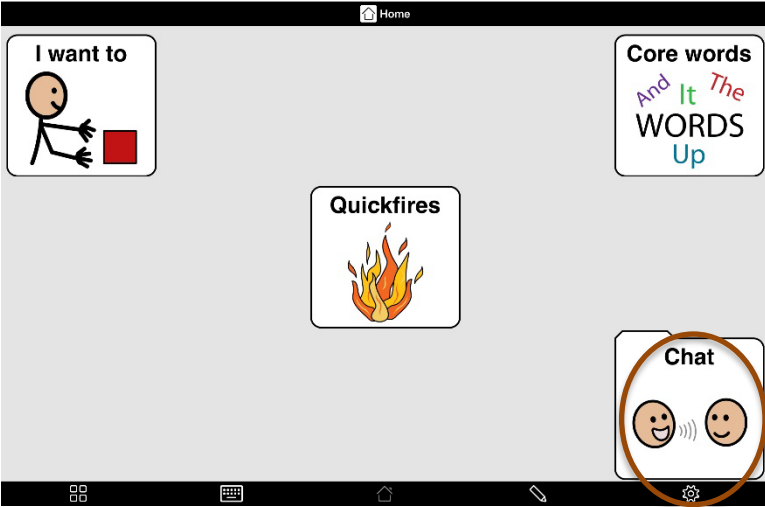 Home
I want to
Core words
And It The
WORDS
Up
Quickfires
Chat